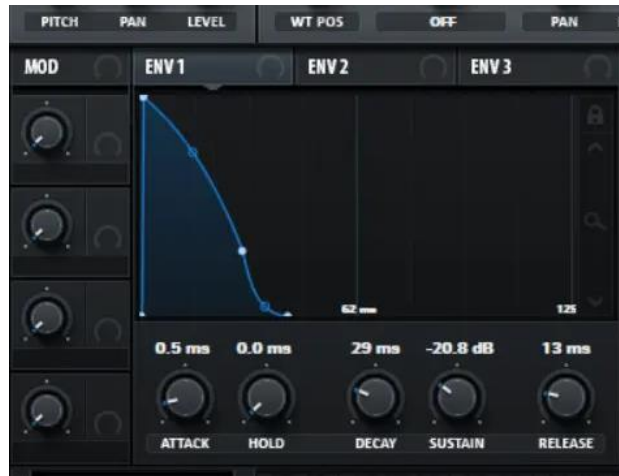 PITCH PAN LEVEL WT POS OFF PAN
MOD ENV 1 ENV 2 ENV 3
62 ms 125
0.5 ms 0.0 ms 29 ms -20.8 dB 13 ms
ATTACK HOLD DECAY SUSTAIN RELEASE